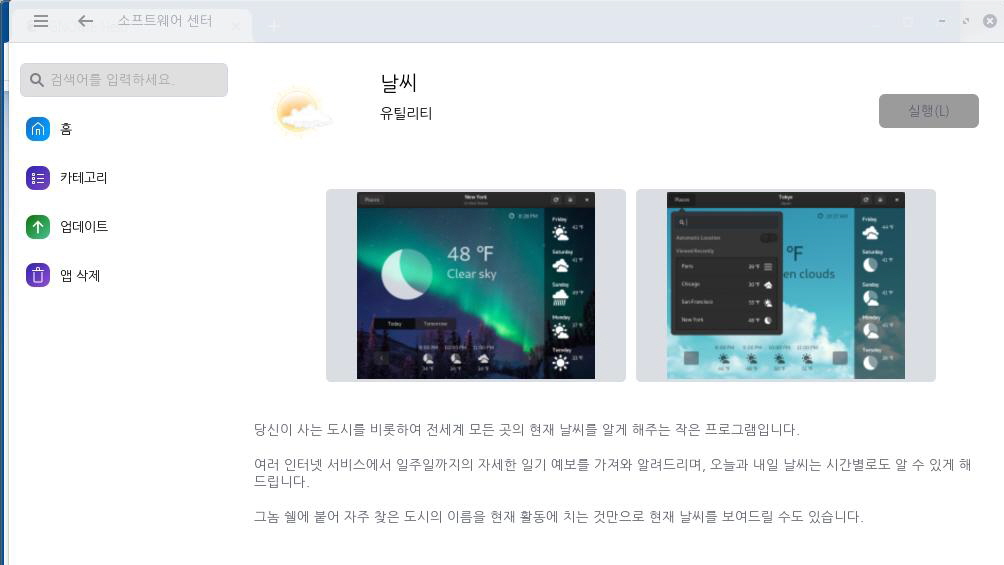 소프트웨어 센터
검색어를 입력하세요.
홈
카테고리
업데이트
앱 삭제
날씨
유틸리티
실행(L)
Places
New York
8:28 PM
48 °F
Clear sky
Today
Tomorrow
8:00 PM
10:00 PM
11:00 PM
Friday
Saturday
Sunday
Monday
Tuesday
Places
Tokyo
Automatic Location
Viewed Recently
Paris
Chicago
San Francisco
New York
°F
en clouds
Friday
Saturday
Sunday
Monday
Tuesday
당신이 사는 도시를 비롯하여 전세계 모든 곳의 현재 날씨를 알게 해주는 작은 프로그램입니다.
여러 인터넷 서비스에서 일주일까지의 자세한 일기 예보를 가져와 알려드리며, 오늘과 내일 날씨는 시간별로도 알 수 있게 해
드립니다.
그놈 쉘에 붙어 자주 찾은 도시의 이름을 현재 활동에 치는 것만으로 현재 날씨를 보여드릴 수도 있습니다.